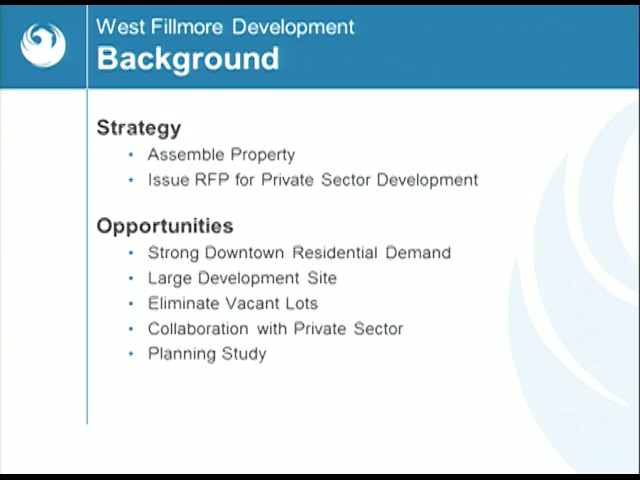 West Fillmore Development
Background
Strategy
• Assemble Property
• Issue RFP for Private Sector Development
Opportunities
• Strong Downtown Residential Demand
• Large Development Site
• Eliminate Vacant Lots
• Collaboration with Private Sector
• Planning Study